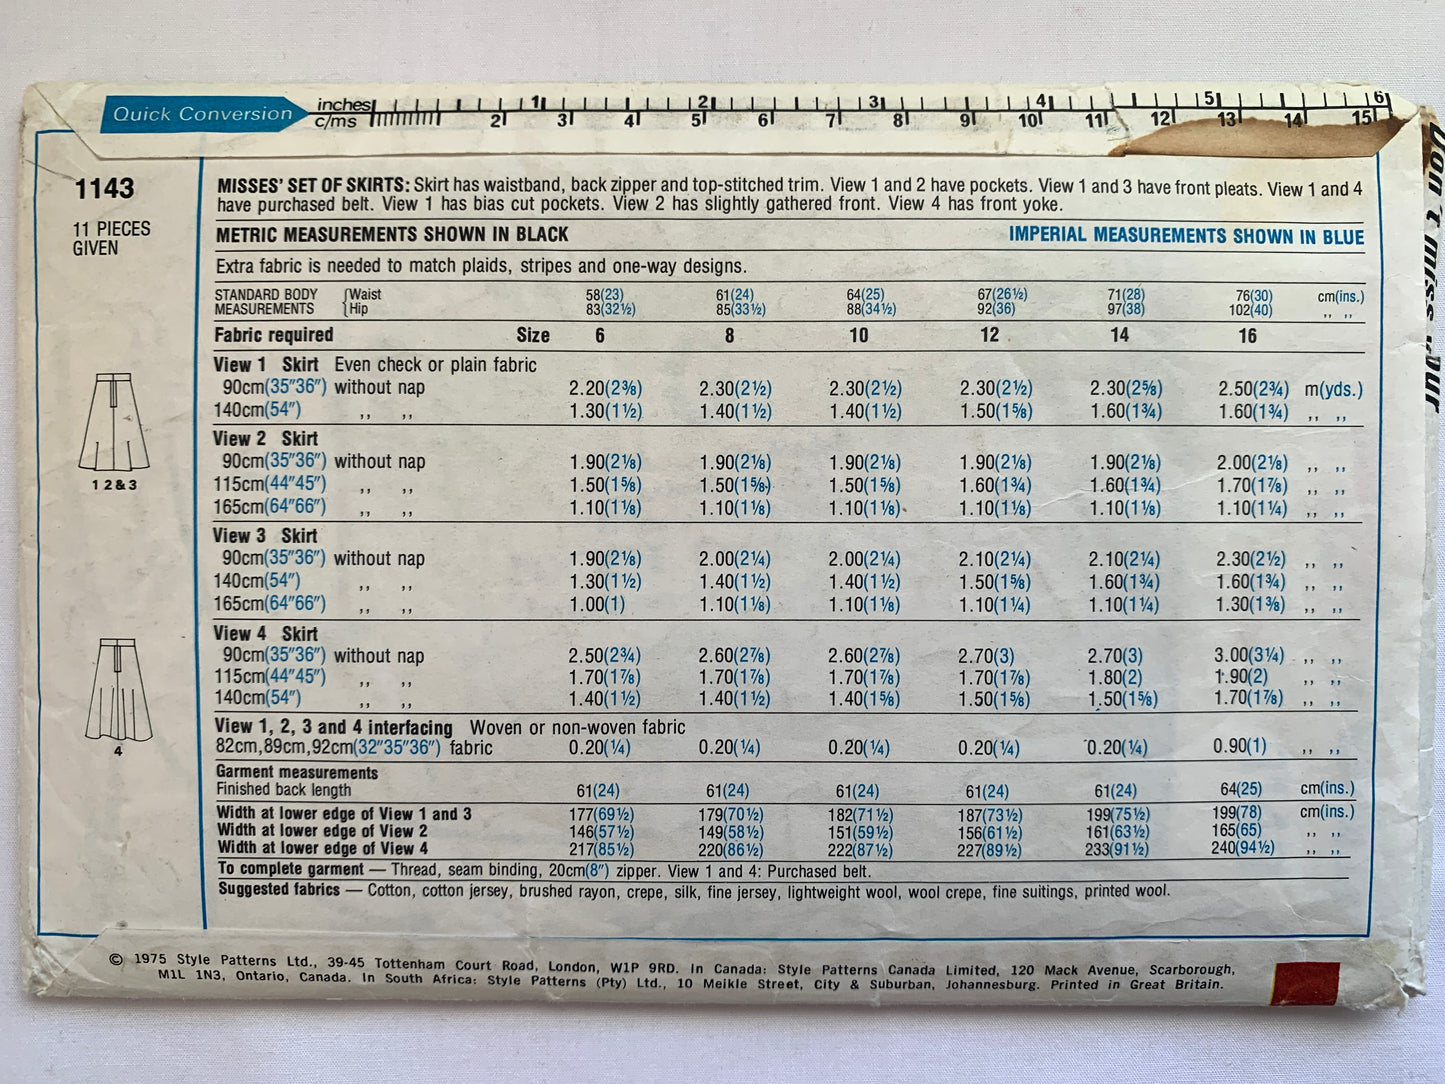 Quick Conversion inches 1 2 3 4 5 6
c/ms 2 3 4 5 6 7 8 9 10 11 12 13 14 15
Don't miss your
1143
11 PIECES
GIVEN
MISSES' SET OF SKIRTS: Skirt has waistband, back zipper and top-stitched trim. View 1 and 2 have pockets. View 1 and 3 have front pleats. View 1 and 4
have purchased belt. View 1 has bias cut pockets. View 2 has slightly gathered front. View 4 has front yoke.
METRIC MEASUREMENTS SHOWN IN BLACK IMPERIAL MEASUREMENTS SHOWN IN BLUE
Extra fabric is needed to match plaids, stripes and one-way designs.
STANDARD BODY { Waist 58(23) 61(24) 64(25) 67(26½) 71(28) 76(30) cm(ins.)
MEASUREMENTS { Hip 83(32½) 85(33½) 88(34½) 92(36) 97(38) 102(40) ,, ,,
Fabric required Size 6 8 10 12 14 16
View 1 Skirt Even check or plain fabric
90cm(35"36") without nap 2.20(2⅜) 2.30(2½) 2.30(2½) 2.30(2½) 2.30(2⅝) 2.50(2¾) m(yds.)
140cm(54") ,, ,, 1.30(1½) 1.40(1½) 1.40(1½) 1.50(1⅝) 1.60(1¾) 1.60(1¾) ,, ,,
View 2 Skirt
90cm(35"36") without nap 1.90(2⅛) 1.90(2⅛) 1.90(2⅛) 1.90(2⅛) 1.90(2⅛) 2.00(2⅛) ,, ,,
115cm(44"45") ,, ,, 1.50(1⅝) 1.50(1⅝) 1.50(1⅝) 1.60(1¾) 1.60(1¾) 1.70(1⅞) ,, ,,
165cm(64"66") ,, ,, 1.10(1⅛) 1.10(1⅛) 1.10(1⅛) 1.10(1⅛) 1.10(1⅛) 1.10(1¼) ,, ,,
View 3 Skirt
90cm(35"36") without nap 1.90(2⅛) 2.00(2¼) 2.00(2¼) 2.10(2¼) 2.10(2¼) 2.30(2½) ,, ,,
140cm(54") ,, ,, 1.30(1½) 1.40(1½) 1.40(1½) 1.50(1⅝) 1.60(1¾) 1.60(1¾) ,, ,,
165cm(64"66") ,, ,, 1.00(1) 1.10(1⅛) 1.10(1⅛) 1.10(1¼) 1.10(1¼) 1.30(1⅜) ,, ,,
1 2 & 3
View 4 Skirt
90cm(35"36") without nap 2.50(2¾) 2.60(2⅞) 2.60(2⅞) 2.70(3) 2.70(3) 3.00(3¼) ,, ,,
115cm(44"45") ,, ,, 1.70(1⅞) 1.70(1⅞) 1.70(1⅞) 1.70(1⅞) 1.80(2) 1.90(2) ,, ,,
140cm(54") ,, ,, 1.40(1½) 1.40(1½) 1.40(1⅝) 1.50(1⅝) 1.50(1⅝) 1.70(1⅞) ,, ,,
4
View 1, 2, 3 and 4 interfacing Woven or non-woven fabric
82cm,89cm,92cm(32"35"36") fabric 0.20(¼) 0.20(¼) 0.20(¼) 0.20(¼) 0.20(¼) 0.90(1) ,, ,,
Garment measurements
Finished back length 61(24) 61(24) 61(24) 61(24) 61(24) 64(25) cm(ins.)
Width at lower edge of View 1 and 3 177(69½) 179(70½) 182(71½) 187(73½) 199(75½) 199(78) cm(ins.)
Width at lower edge of View 2 146(57½) 149(58½) 151(59½) 156(61½) 161(63½) 165(65) ,, ,,
Width at lower edge of View 4 217(85½) 220(86½) 222(87½) 227(89½) 233(91½) 240(94½) ,, ,,
To complete garment — Thread, seam binding, 20cm(8") zipper. View 1 and 4: Purchased belt.
Suggested fabrics — Cotton, cotton jersey, brushed rayon, crepe, silk, fine jersey, lightweight wool, wool crepe, fine suitings, printed wool.
© 1975 Style Patterns Ltd., 39-45 Tottenham Court Road, London, W1P 9RD. In Canada: Style Patterns Canada Limited, 120 Mack Avenue, Scarborough,
M1L 1N3, Ontario, Canada. In South Africa: Style Patterns (Pty) Ltd., 10 Meikle Street, City & Suburban, Johannesburg. Printed in Great Britain.